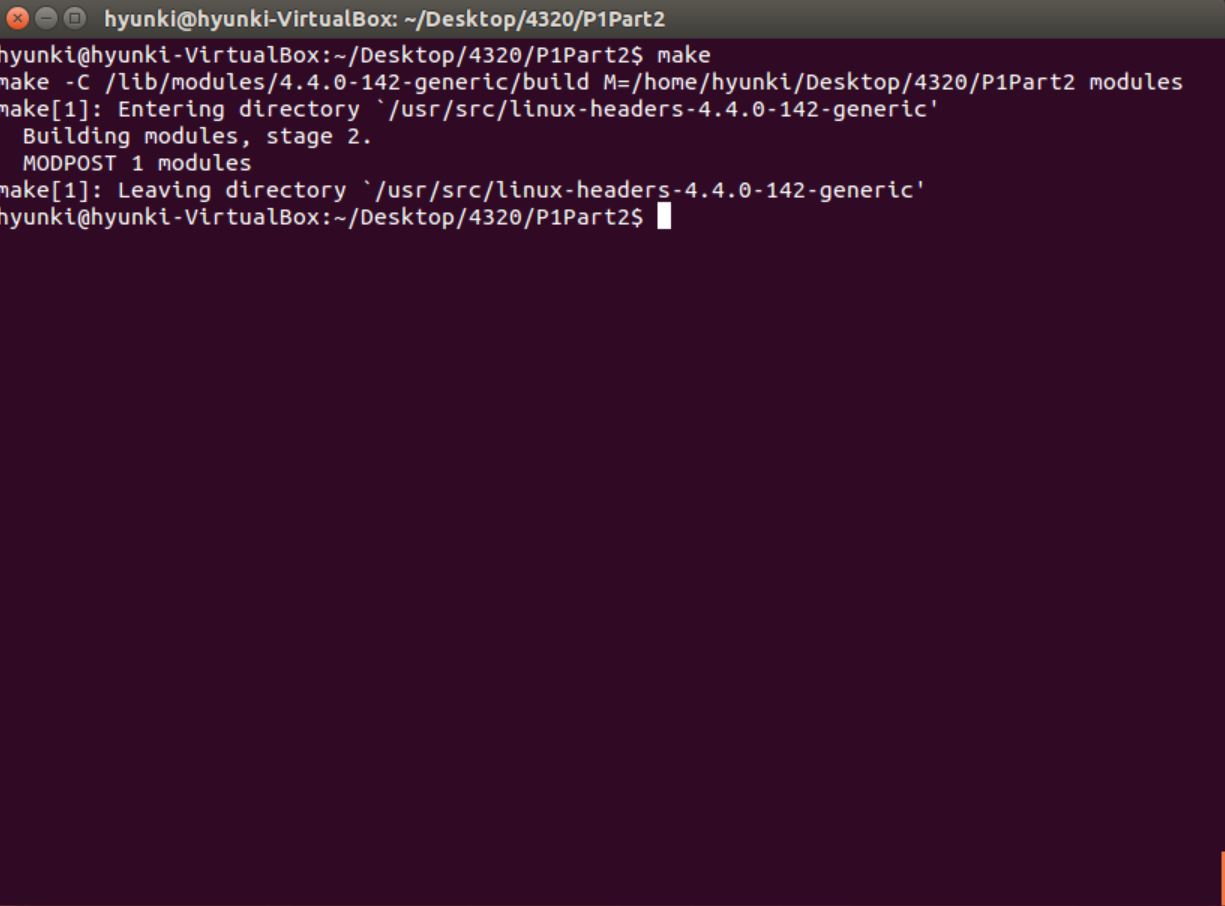 hyunki@hyunki-VirtualBox: ~/Desktop/4320/P1Part2
hyunki@hyunki-VirtualBox:~/Desktop/4320/P1Part2$ make
make -C /lib/modules/4.4.0-142-generic/build M=/home/hyunki/Desktop/4320/P1Part2 modules
make[1]: Entering directory `/usr/src/linux-headers-4.4.0-142-generic'
  Building modules, stage 2.
  MODPOST 1 modules
make[1]: Leaving directory `/usr/src/linux-headers-4.4.0-142-generic'
hyunki@hyunki-VirtualBox:~/Desktop/4320/P1Part2$